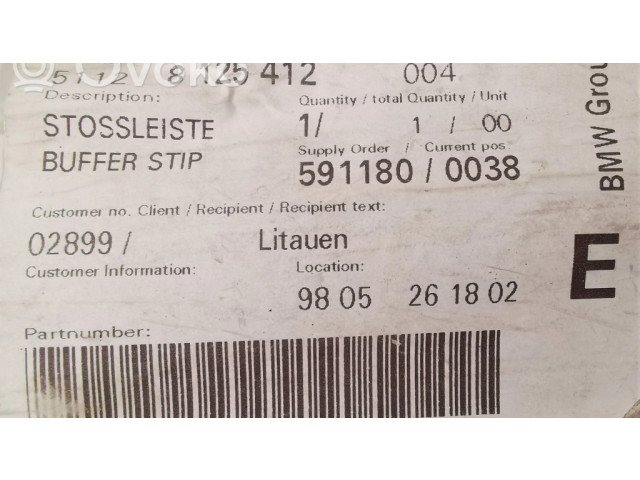 5112 8 125 412 004
Description: Quantity / total Quantity / Unit
STOSSLEISTE 1/ 1 / 00
BUFFER STIP Supply Order / Current pos.
591180 / 0038
Customer no. Client / Recipient / Recipient text:
02899 / Litauen
Customer Information: Location:
98 05 26 18 02
Partnumber:
BMW Grou
E